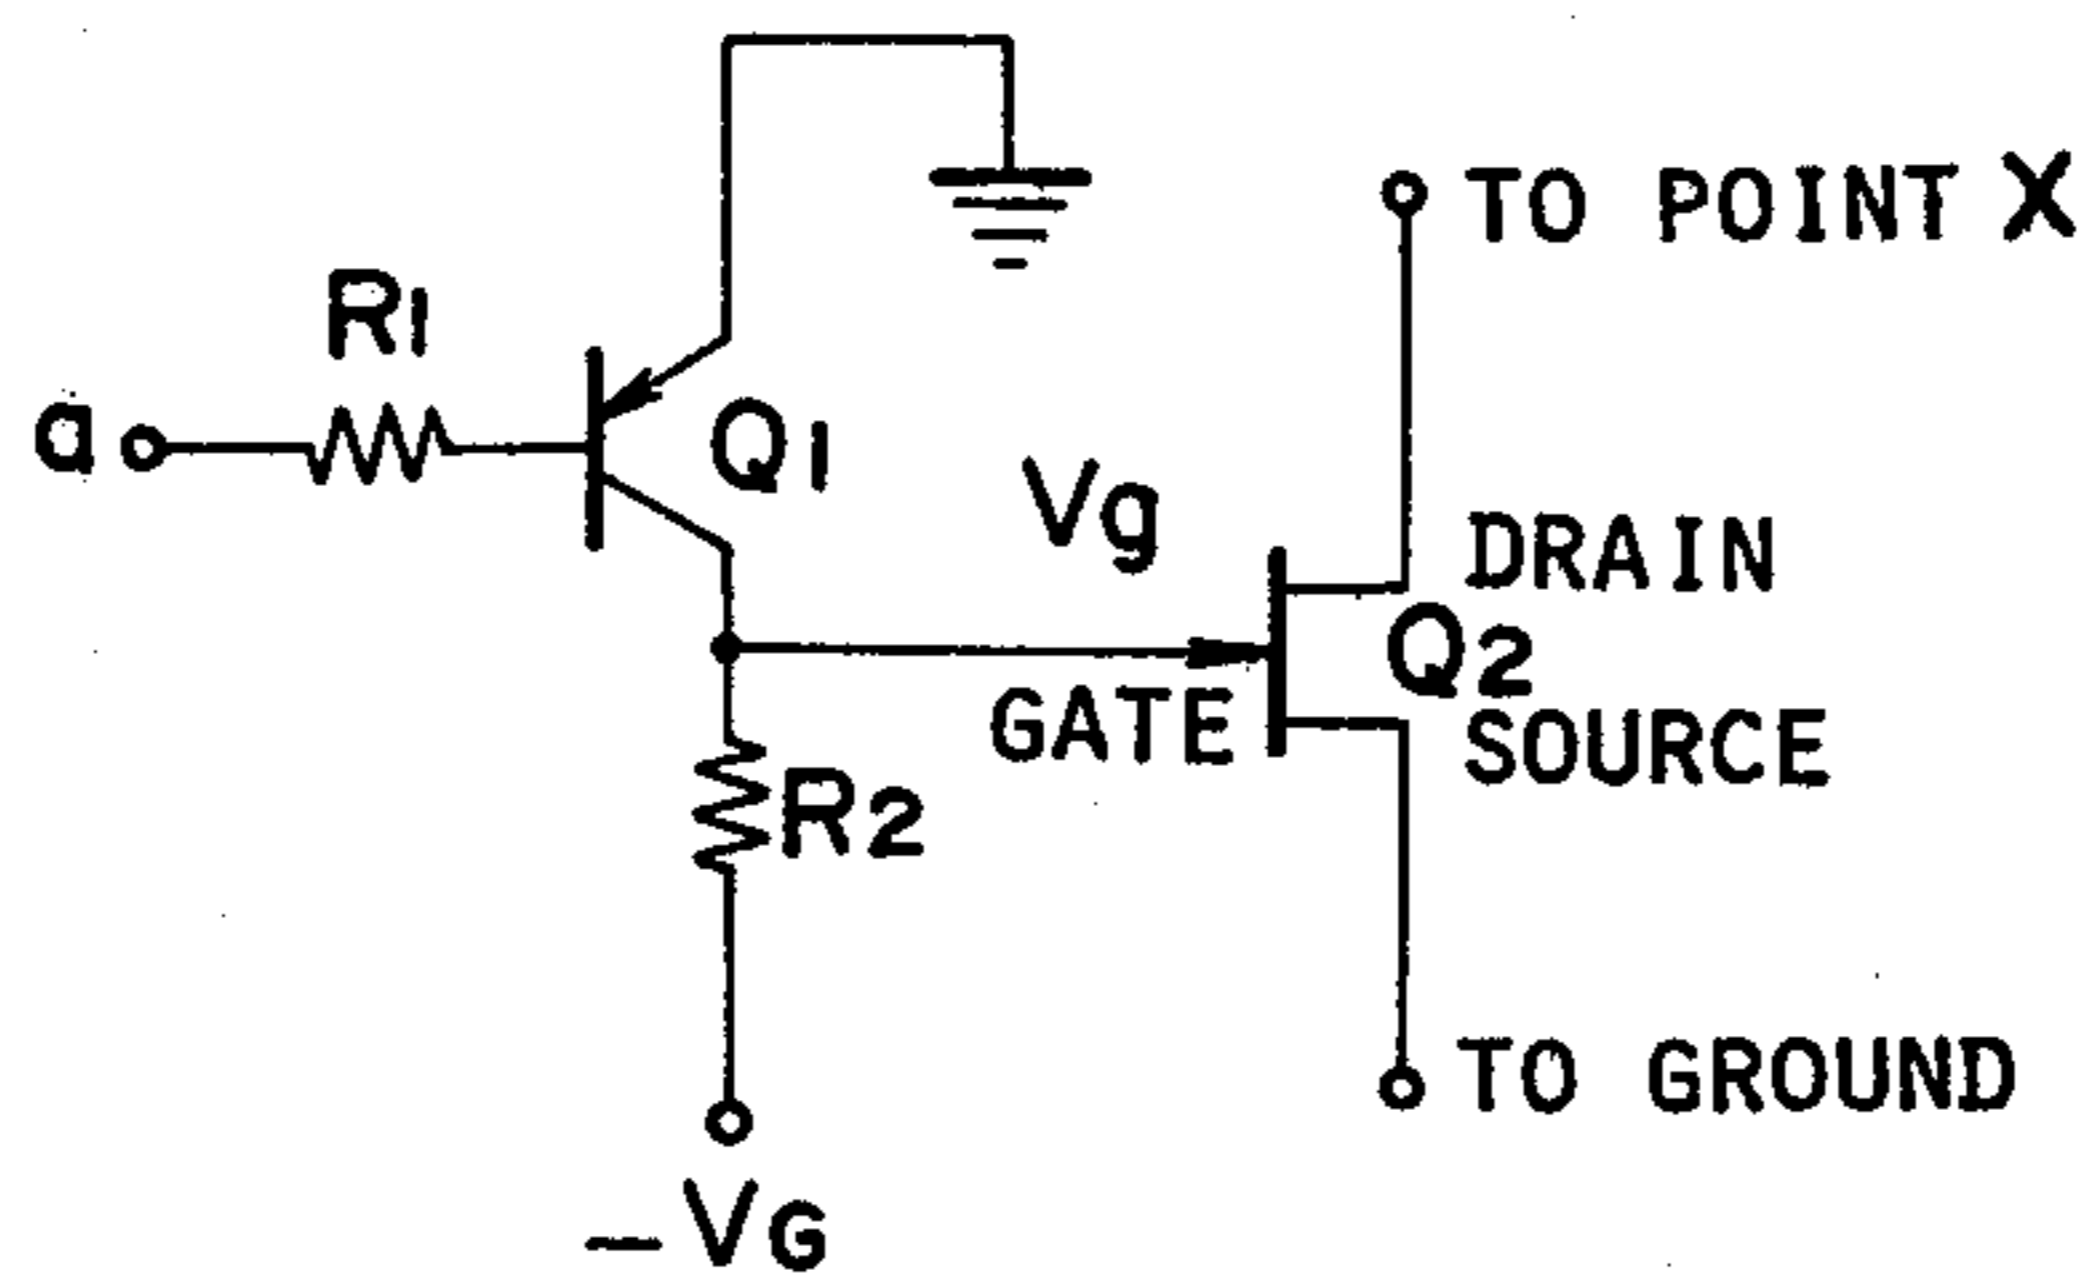 TO POINT X
R1
a
Q1
Vg
DRAIN
Q2
GATE
SOURCE
R2
TO GROUND
-VG